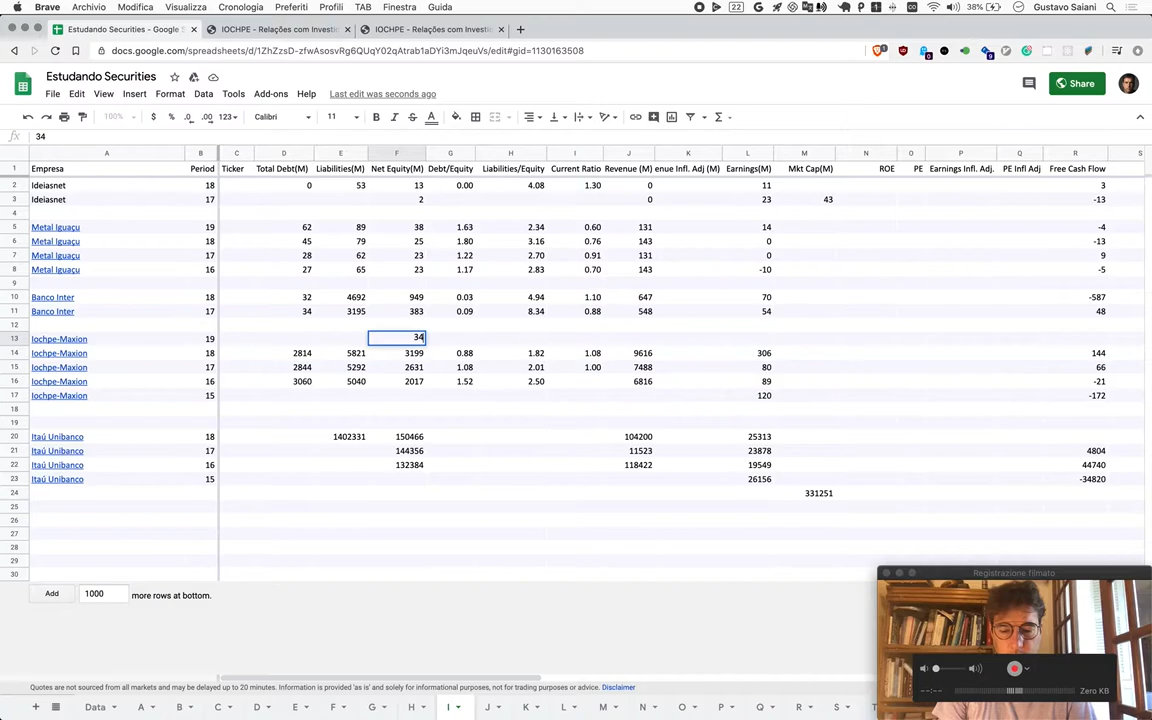 Brave Archivio Modifica Visualizza Cronologia Preferiti Profili TAB Finestra Guida 22 38% Gustavo Saiani
Estudando Securities - Google S IOCHPE - Relações com Investi IOCHPE - Relações com Investi
docs.google.com/spreadsheets/d/1ZhZzsD-zfwAsosvRg6QUqY02qAtrab1aDYi3mJqeuVs/edit#gid=1130163508
Estudando Securities
File Edit View Insert Format Data Tools Add-ons Help Last edit was seconds ago Share
100% $ % .0 .00 123 Calibri 11 B I S A
fx 34
A B C D E F G H I J K L M N O P Q R S
1 Empresa Period Ticker Total Debt(M) Liabilities(M) Net Equity(M) Debt/Equity Liabilities/Equity Current Ratio Revenue (M) enue Infl. Adj (M) Earnings(M) Mkt Cap(M) ROE PE Earnings Infl. Adj. PE Infl Adj Free Cash Flow
2 Ideiasnet 18 0 53 13 0.00 4.08 1.30 0 11 3
3 Ideiasnet 17 2 0 23 43 -13
4
5 Metal Iguaçu 19 62 89 38 1.63 2.34 0.60 131 14 -4
6 Metal Iguaçu 18 45 79 25 1.80 3.16 0.76 143 0 -13
7 Metal Iguaçu 17 28 62 23 1.22 2.70 0.91 131 0 9
8 Metal Iguaçu 16 27 65 23 1.17 2.83 0.70 143 -10 -5
9
10 Banco Inter 18 32 4692 949 0.03 4.94 1.10 647 70 -587
11 Banco Inter 17 34 3195 383 0.09 8.34 0.88 548 54 48
12
13 Iochpe-Maxion 19 34
14 Iochpe-Maxion 18 2814 5821 3199 0.88 1.82 1.08 9616 306 144
15 Iochpe-Maxion 17 2844 5292 2631 1.08 2.01 1.00 7488 80 66
16 Iochpe-Maxion 16 3060 5040 2017 1.52 2.50 6816 89 -21
17 Iochpe-Maxion 15 120 -172
18
19
20 Itaú Unibanco 18 1402331 150466 104200 25313
21 Itaú Unibanco 17 144356 11523 23878 4804
22 Itaú Unibanco 16 132384 118422 19549 44740
23 Itaú Unibanco 15 26156 -34820
24 331251
25
26
27
28
29
30
Add 1000 more rows at bottom.
Registrazione filmato
--:-- Zero KB
Quotes are not sourced from all markets and may be delayed up to 20 minutes. Information is provided 'as is' and solely for informational purposes, not for trading purposes or advice. Disclaimer
Data A B C D E F G H I J K L M N O P Q R S T